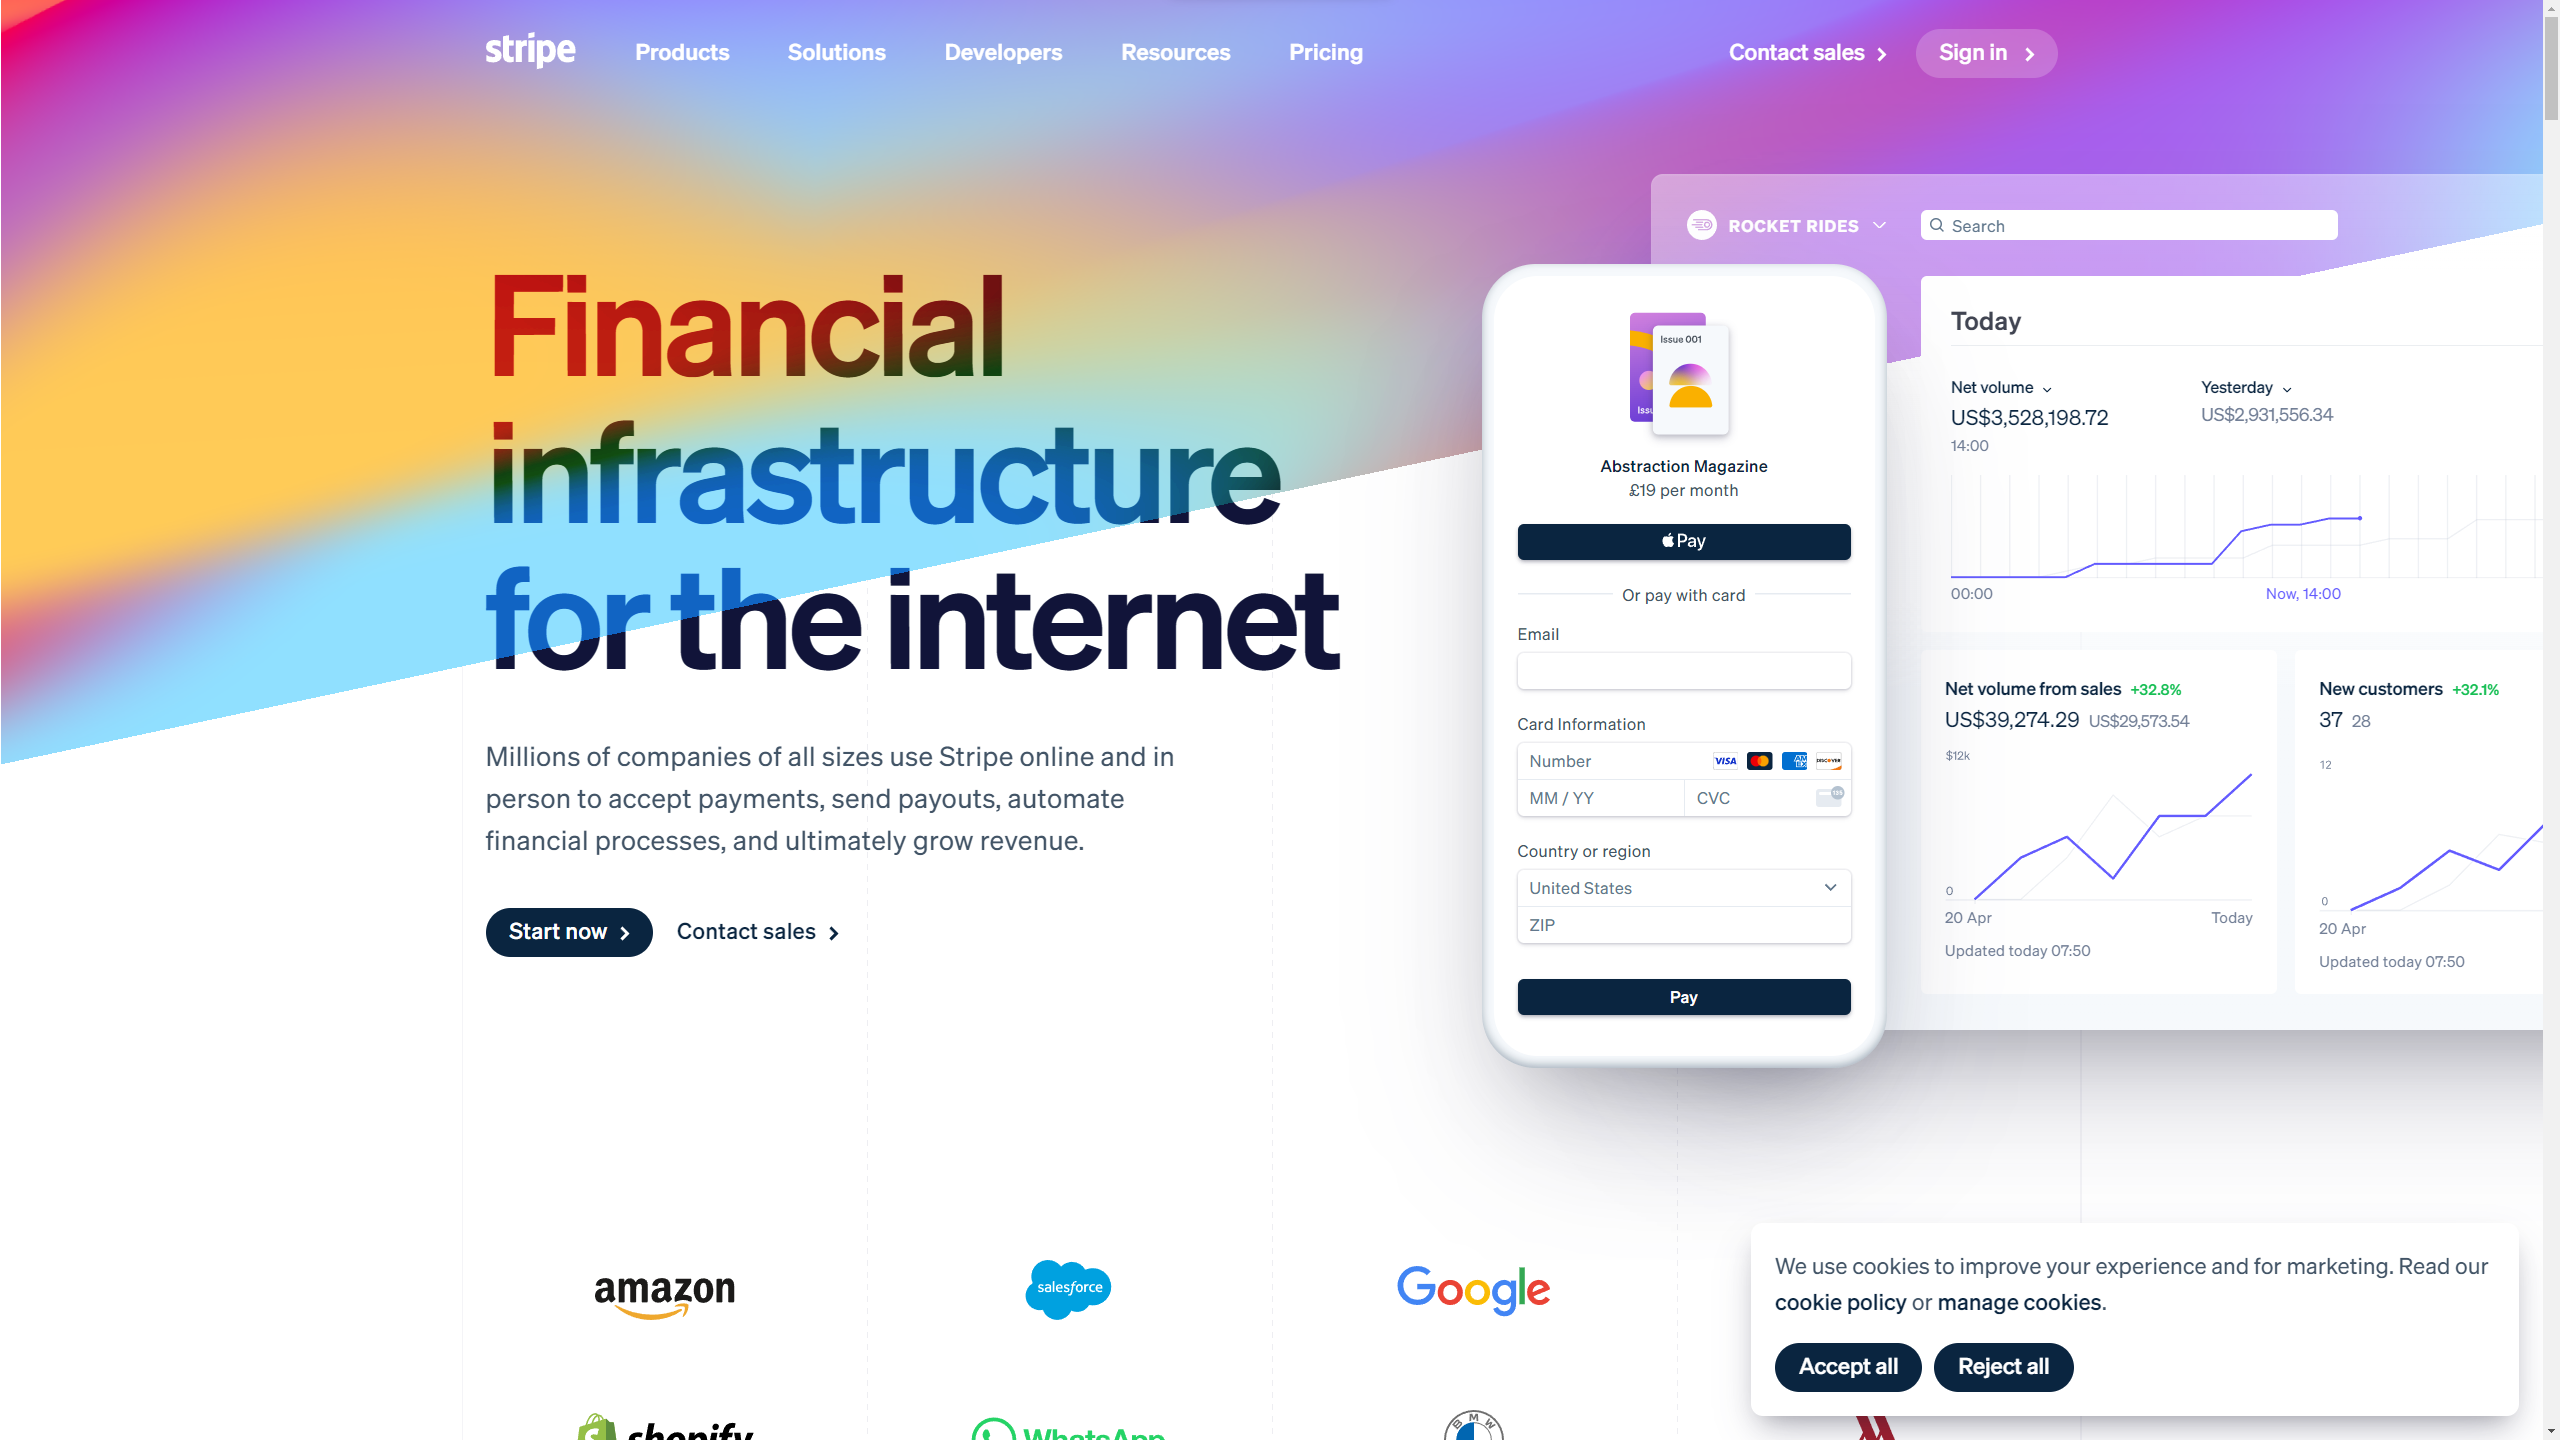 stripe
Products
Solutions
Developers
Resources
Pricing
Contact sales
Sign in
Financial
infrastructure
for the internet
Millions of companies of all sizes use Stripe online and in
person to accept payments, send payouts, automate
financial processes, and ultimately grow revenue.
Start now
Contact sales
Issue 001
Abstraction Magazine
£19 per month
Pay
Or pay with card
Email
Card Information
Number
VISA
AM
EX
DISCOVER
MM / YY
CVC
135
Country or region
United States
ZIP
Pay
ROCKET RIDES
Search
Today
Net volume
US$3,528,198.72
14:00
Yesterday
US$2,931,556.34
00:00
Now, 14:00
Net volume from sales +32.8%
US$39,274.29 US$29,573.54
$12k
0
20 Apr
Today
Updated today 07:50
New customers +32.1%
37 28
12
0
20 Apr
Updated today 07:50
amazon
salesforce
Google
shopify
WhatsApp
BMW
We use cookies to improve your experience and for marketing. Read our
cookie policy or manage cookies.
Accept all
Reject all